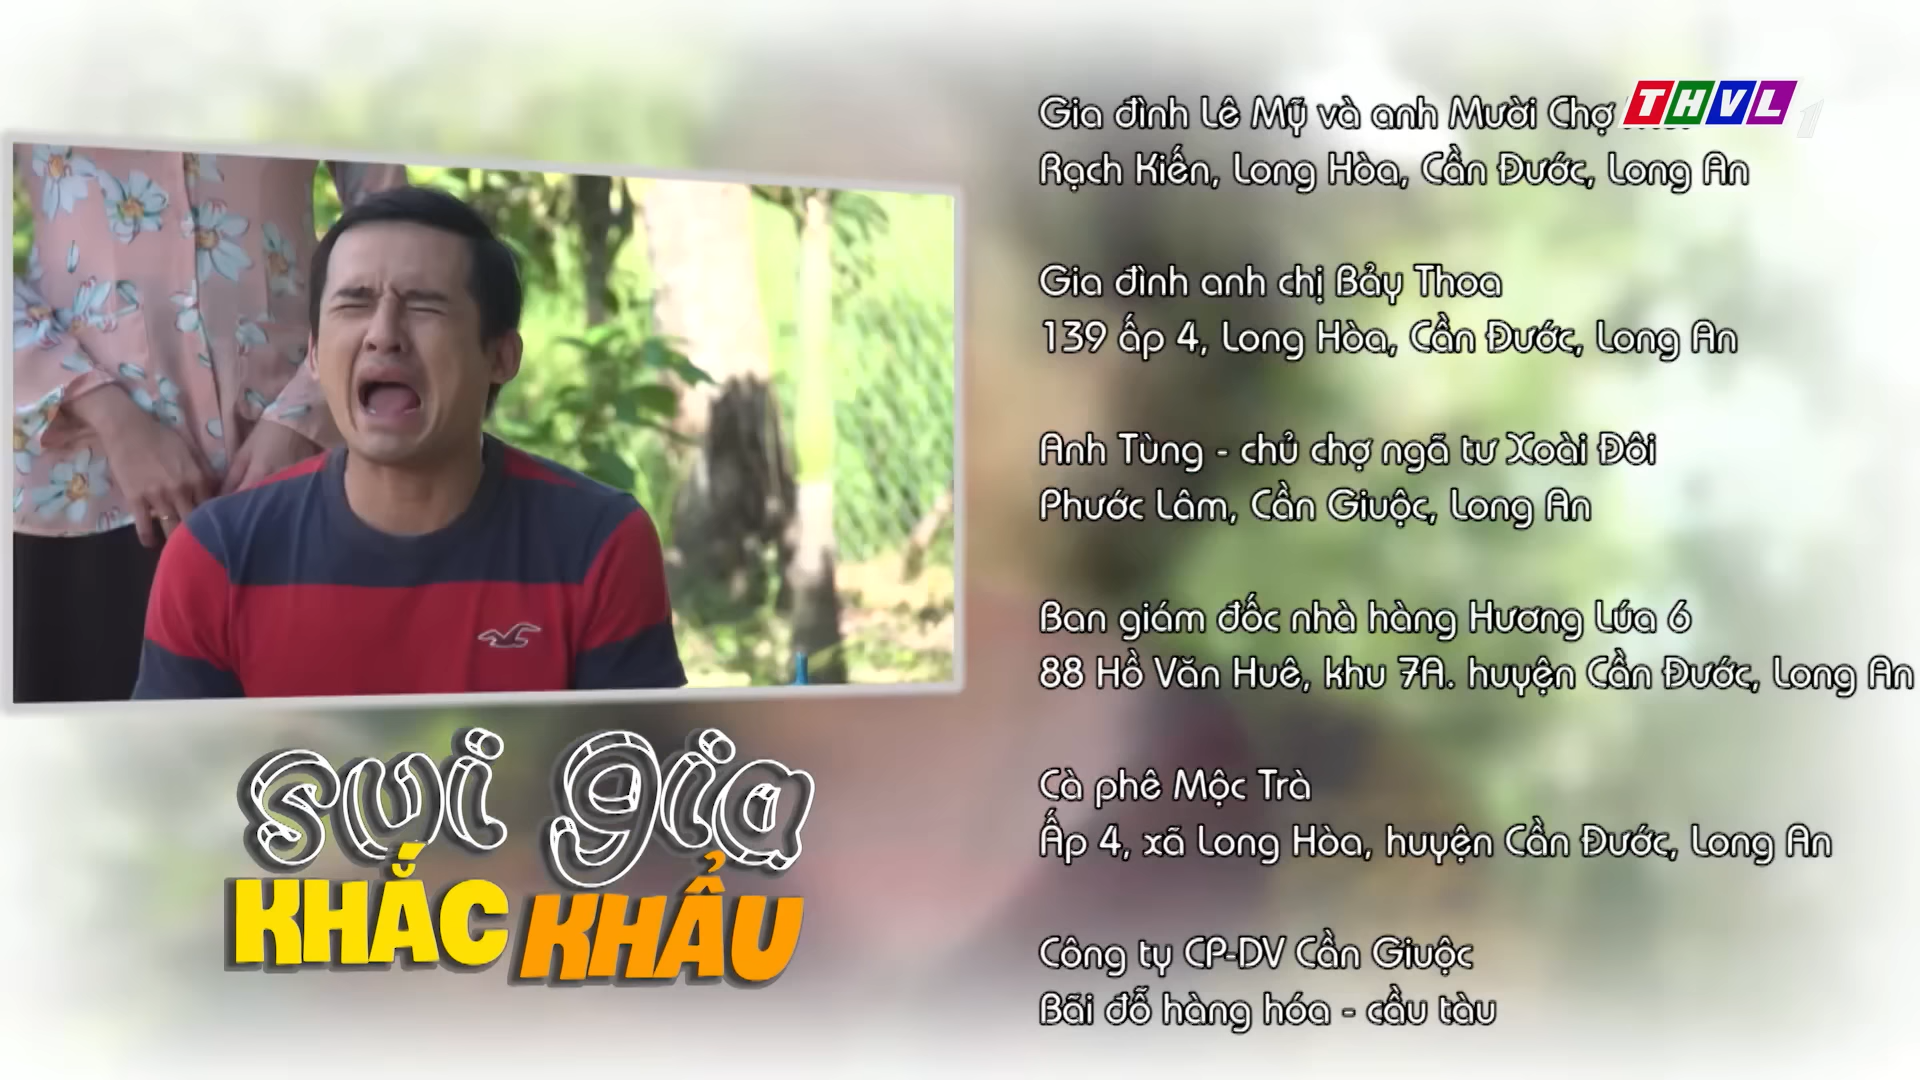 THVL 1
Gia đình Lê Mỹ và anh Mười Chợ
Rạch Kiến, Long Hòa, Cần Đước, Long An
Gia đình anh chị Bảy Thoa
139 ấp 4, Long Hòa, Cần Đước, Long An
Anh Tùng - chủ chợ ngã tư Xoài Đôi
Phước Lâm, Cần Giuộc, Long An
Ban giám đốc nhà hàng Hương Lúa 6
88 Hồ Văn Huê, khu 7A. huyện Cần Đước, Long An
Cà phê Mộc Trà
Ấp 4, xã Long Hòa, huyện Cần Đước, Long An
Công ty CP-DV Cần Giuộc
Bãi đỗ hàng hóa - cầu tàu
sui gia
KHẮC KHẨU